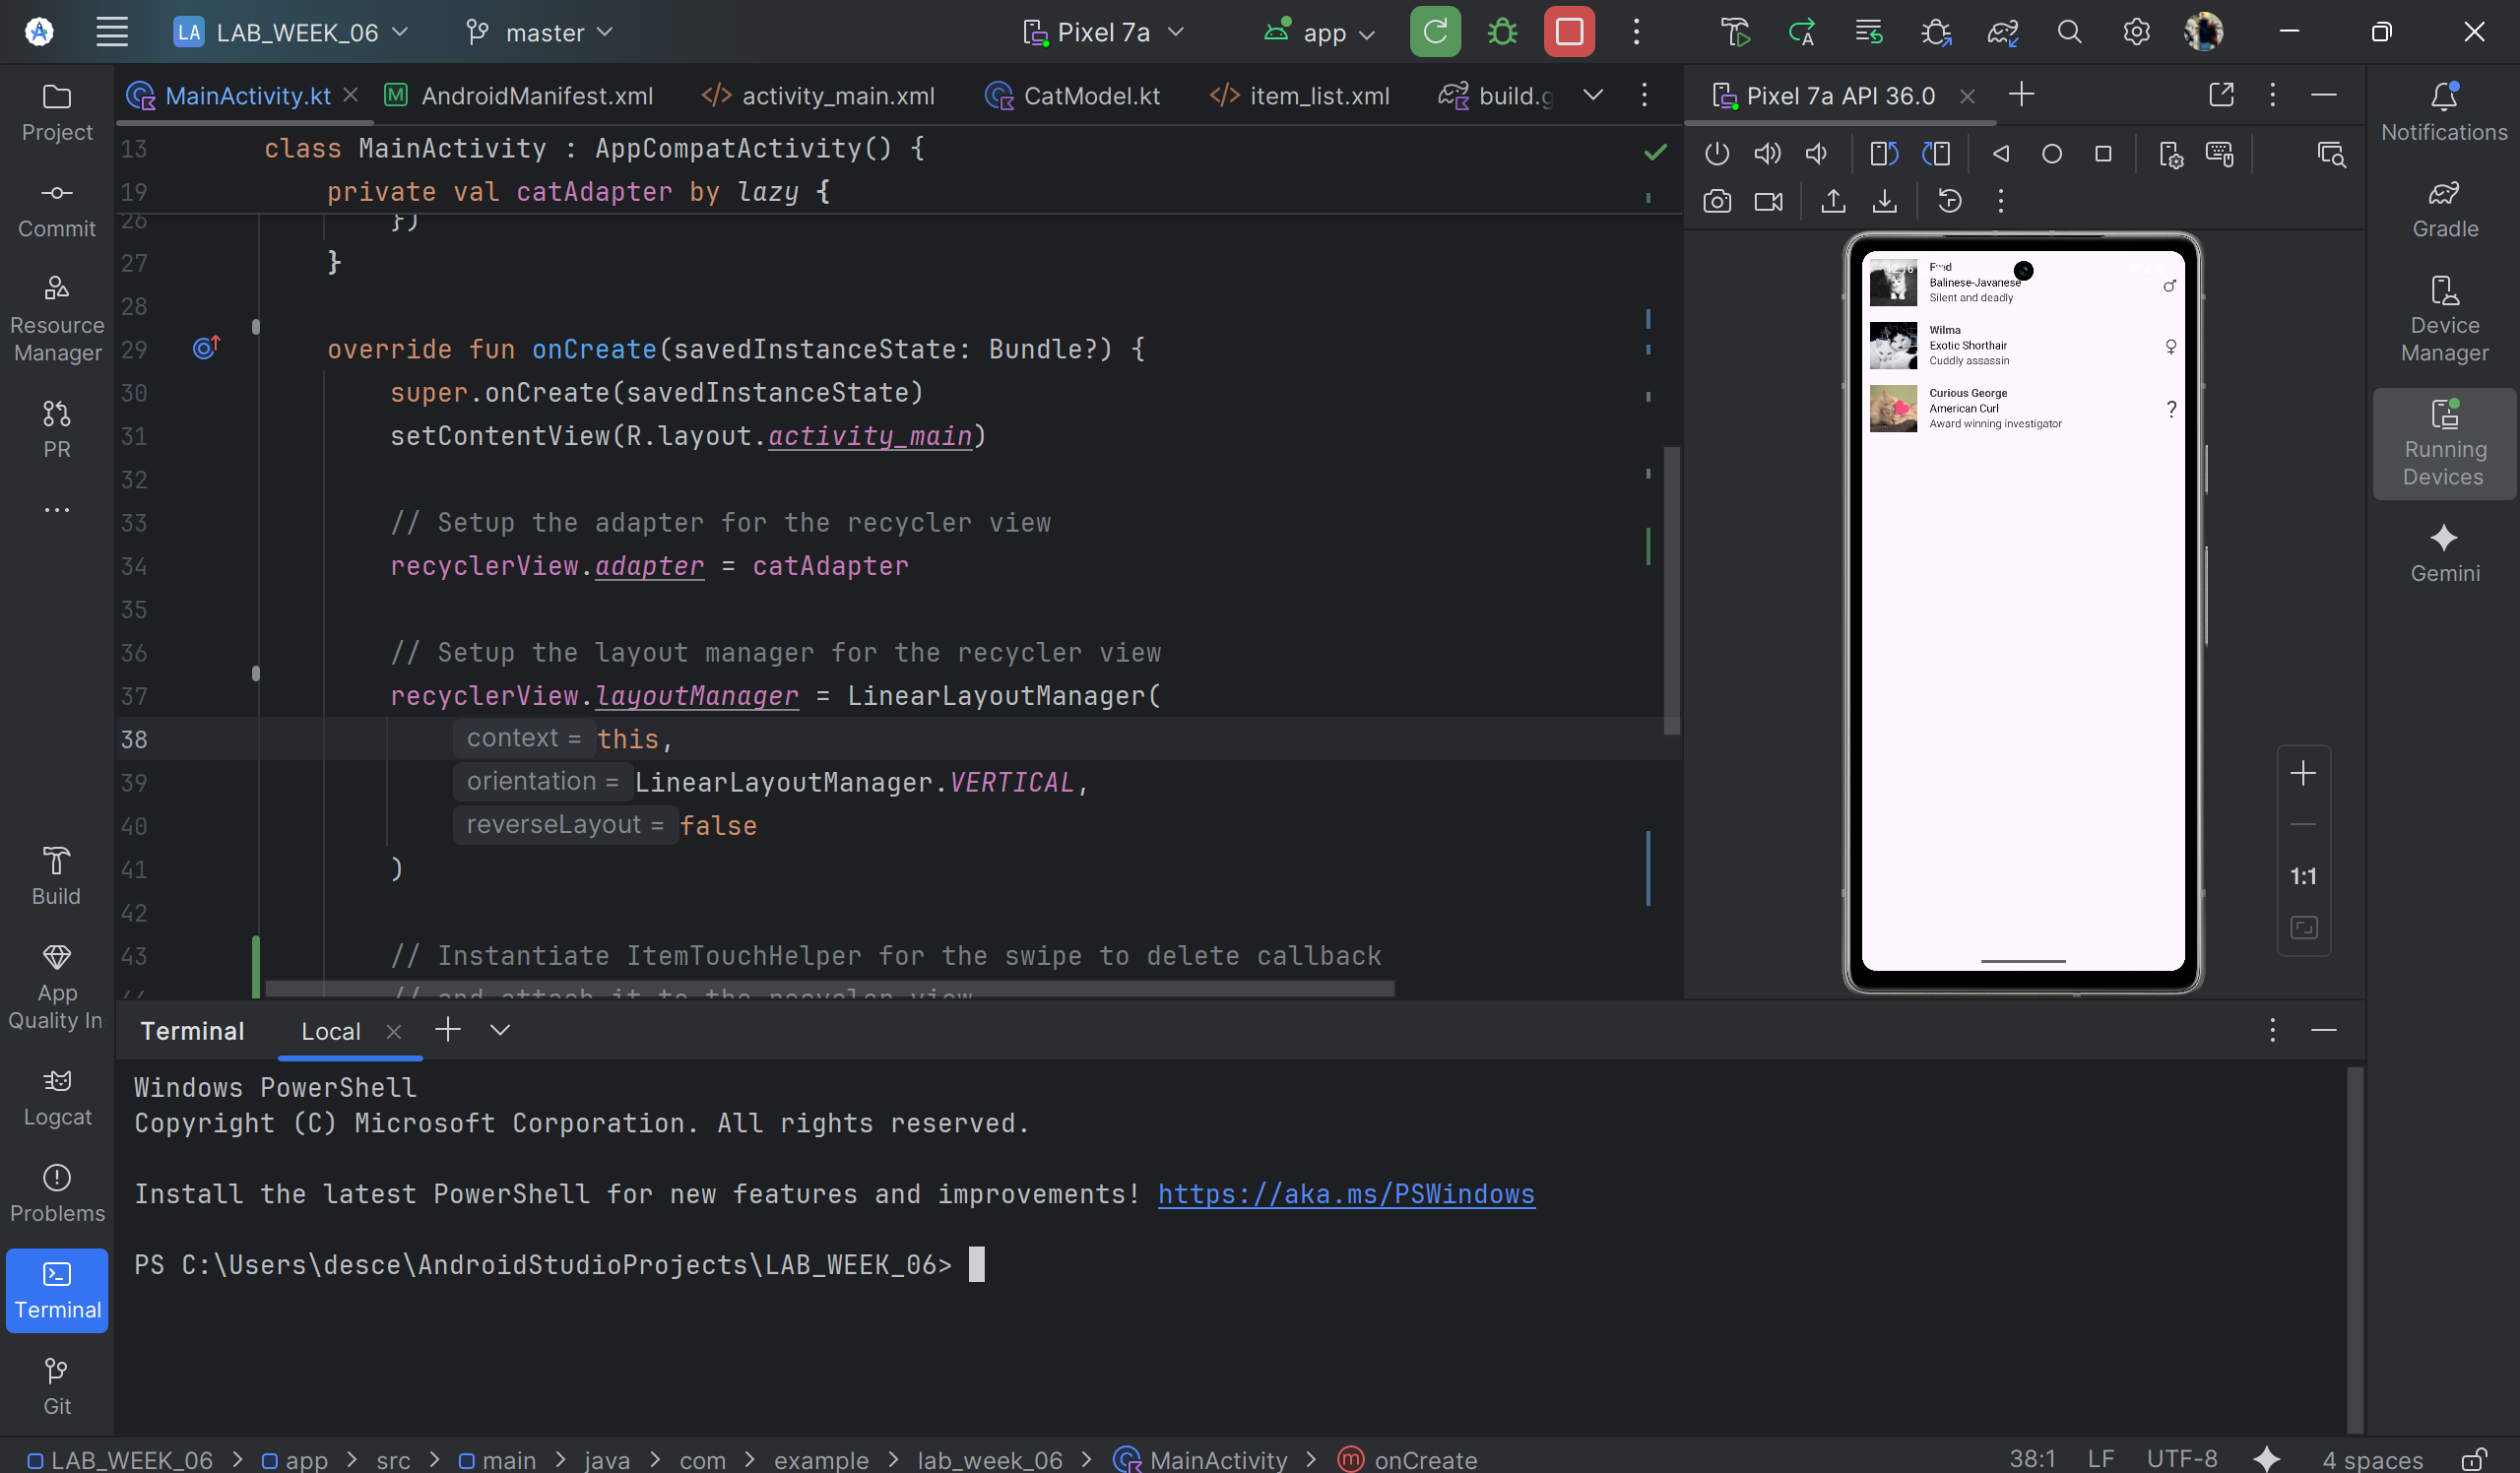 LA LAB_WEEK_06 master Pixel 7a app
MainActivity.kt AndroidManifest.xml activity_main.xml CatModel.kt item_list.xml build.g
Pixel 7a API 36.0
Project
Commit
Resource
Manager
PR
Build
App
Quality In
Logcat
Problems
Terminal
Git
13 class MainActivity : AppCompatActivity() {
19 private val catAdapter by lazy {
26 })
27 }
28
29 override fun onCreate(savedInstanceState: Bundle?) {
30 super.onCreate(savedInstanceState)
31 setContentView(R.layout.activity_main)
32
33 // Setup the adapter for the recycler view
34 recyclerView.adapter = catAdapter
35
36 // Setup the layout manager for the recycler view
37 recyclerView.layoutManager = LinearLayoutManager(
38 context = this,
39 orientation = LinearLayoutManager.VERTICAL,
40 reverseLayout = false
41 )
42
43 // Instantiate ItemTouchHelper for the swipe to delete callback
// and attach it to the recycler view
Balinese-Javanese
Silent and deadly
Wilma
Exotic Shorthair
Cuddly assassin
Curious George
American Curl
Award winning investigator
?
1:1
Notifications
Gradle
Device
Manager
Running
Devices
Gemini
Terminal Local
Windows PowerShell
Copyright (C) Microsoft Corporation. All rights reserved.
Install the latest PowerShell for new features and improvements! https://aka.ms/PSWindows
PS C:\Users\desce\AndroidStudioProjects\LAB_WEEK_06>
LAB_WEEK_06 > app > src > main > java > com > example > lab_week_06 > MainActivity > onCreate
38:1 LF UTF-8 4 spaces